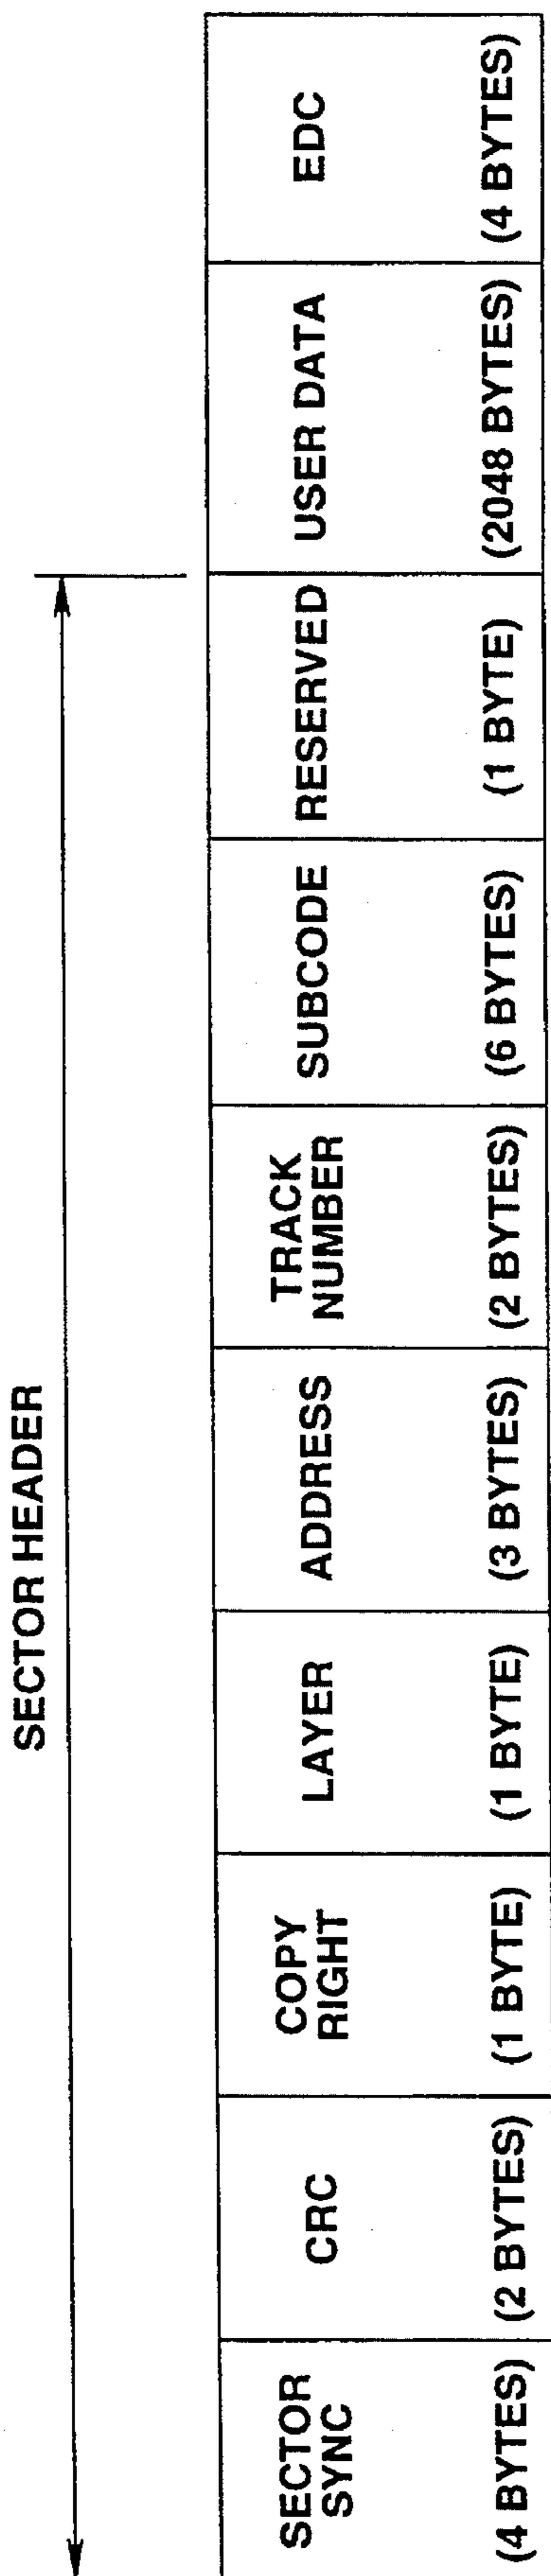 SECTOR HEADER
SECTOR
SYNC
(4 BYTES)
CRC
(2 BYTES)
COPY
RIGHT
(1 BYTE)
LAYER
(1 BYTE)
ADDRESS
(3 BYTES)
TRACK
NUMBER
(2 BYTES)
SUBCODE
(6 BYTES)
RESERVED
(1 BYTE)
USER DATA
(2048 BYTES)
EDC
(4 BYTES)